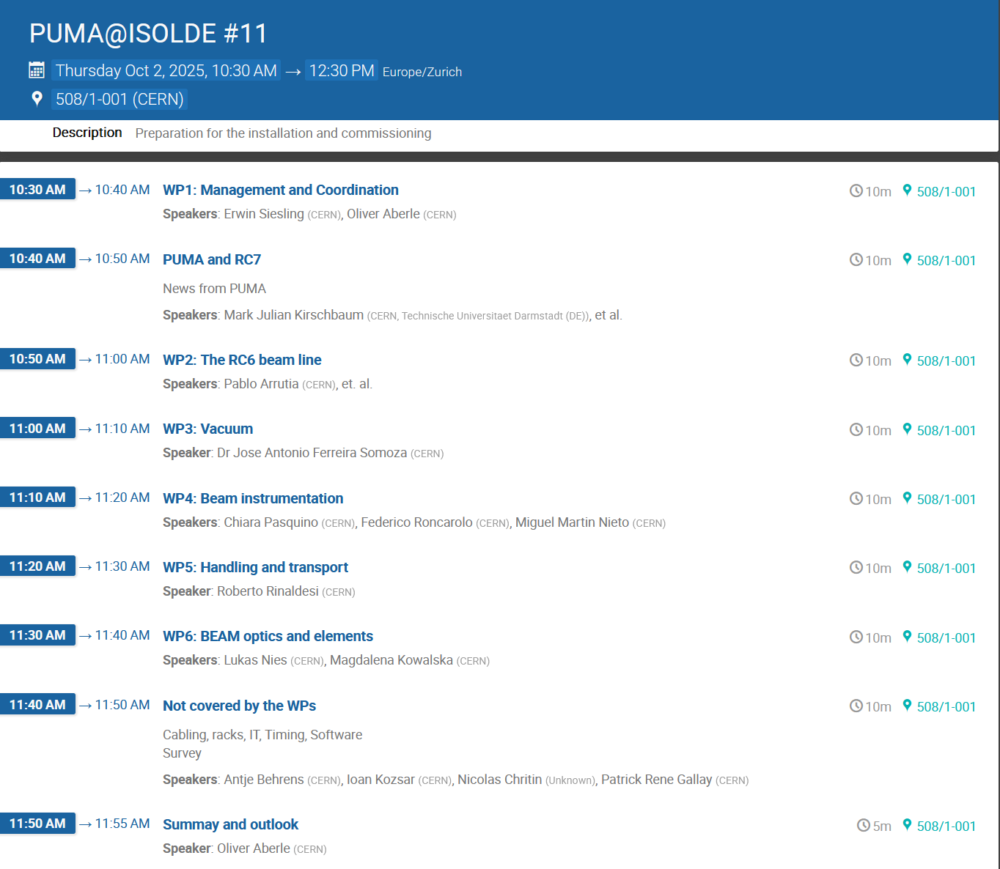 PUMA@ISOLDE #11
Thursday Oct 2, 2025, 10:30 AM → 12:30 PM Europe/Zurich
508/1-001 (CERN)
Description Preparation for the installation and commissioning
10:30 AM → 10:40 AM WP1: Management and Coordination 10m 508/1-001
Speakers: Erwin Siesling (CERN), Oliver Aberle (CERN)
10:40 AM → 10:50 AM PUMA and RC7 10m 508/1-001
News from PUMA
Speakers: Mark Julian Kirschbaum (CERN, Technische Universitaet Darmstadt (DE)), et al.
10:50 AM → 11:00 AM WP2: The RC6 beam line 10m 508/1-001
Speakers: Pablo Arrutia (CERN), et. al.
11:00 AM → 11:10 AM WP3: Vacuum 10m 508/1-001
Speaker: Dr Jose Antonio Ferreira Somoza (CERN)
11:10 AM → 11:20 AM WP4: Beam instrumentation 10m 508/1-001
Speakers: Chiara Pasquino (CERN), Federico Roncarolo (CERN), Miguel Martin Nieto (CERN)
11:20 AM → 11:30 AM WP5: Handling and transport 10m 508/1-001
Speaker: Roberto Rinaldesi (CERN)
11:30 AM → 11:40 AM WP6: BEAM optics and elements 10m 508/1-001
Speakers: Lukas Nies (CERN), Magdalena Kowalska (CERN)
11:40 AM → 11:50 AM Not covered by the WPs 10m 508/1-001
Cabling, racks, IT, Timing, Software
Survey
Speakers: Antje Behrens (CERN), Ioan Kozsar (CERN), Nicolas Chritin (Unknown), Patrick Rene Gallay (CERN)
11:50 AM → 11:55 AM Summay and outlook 5m 508/1-001
Speaker: Oliver Aberle (CERN)